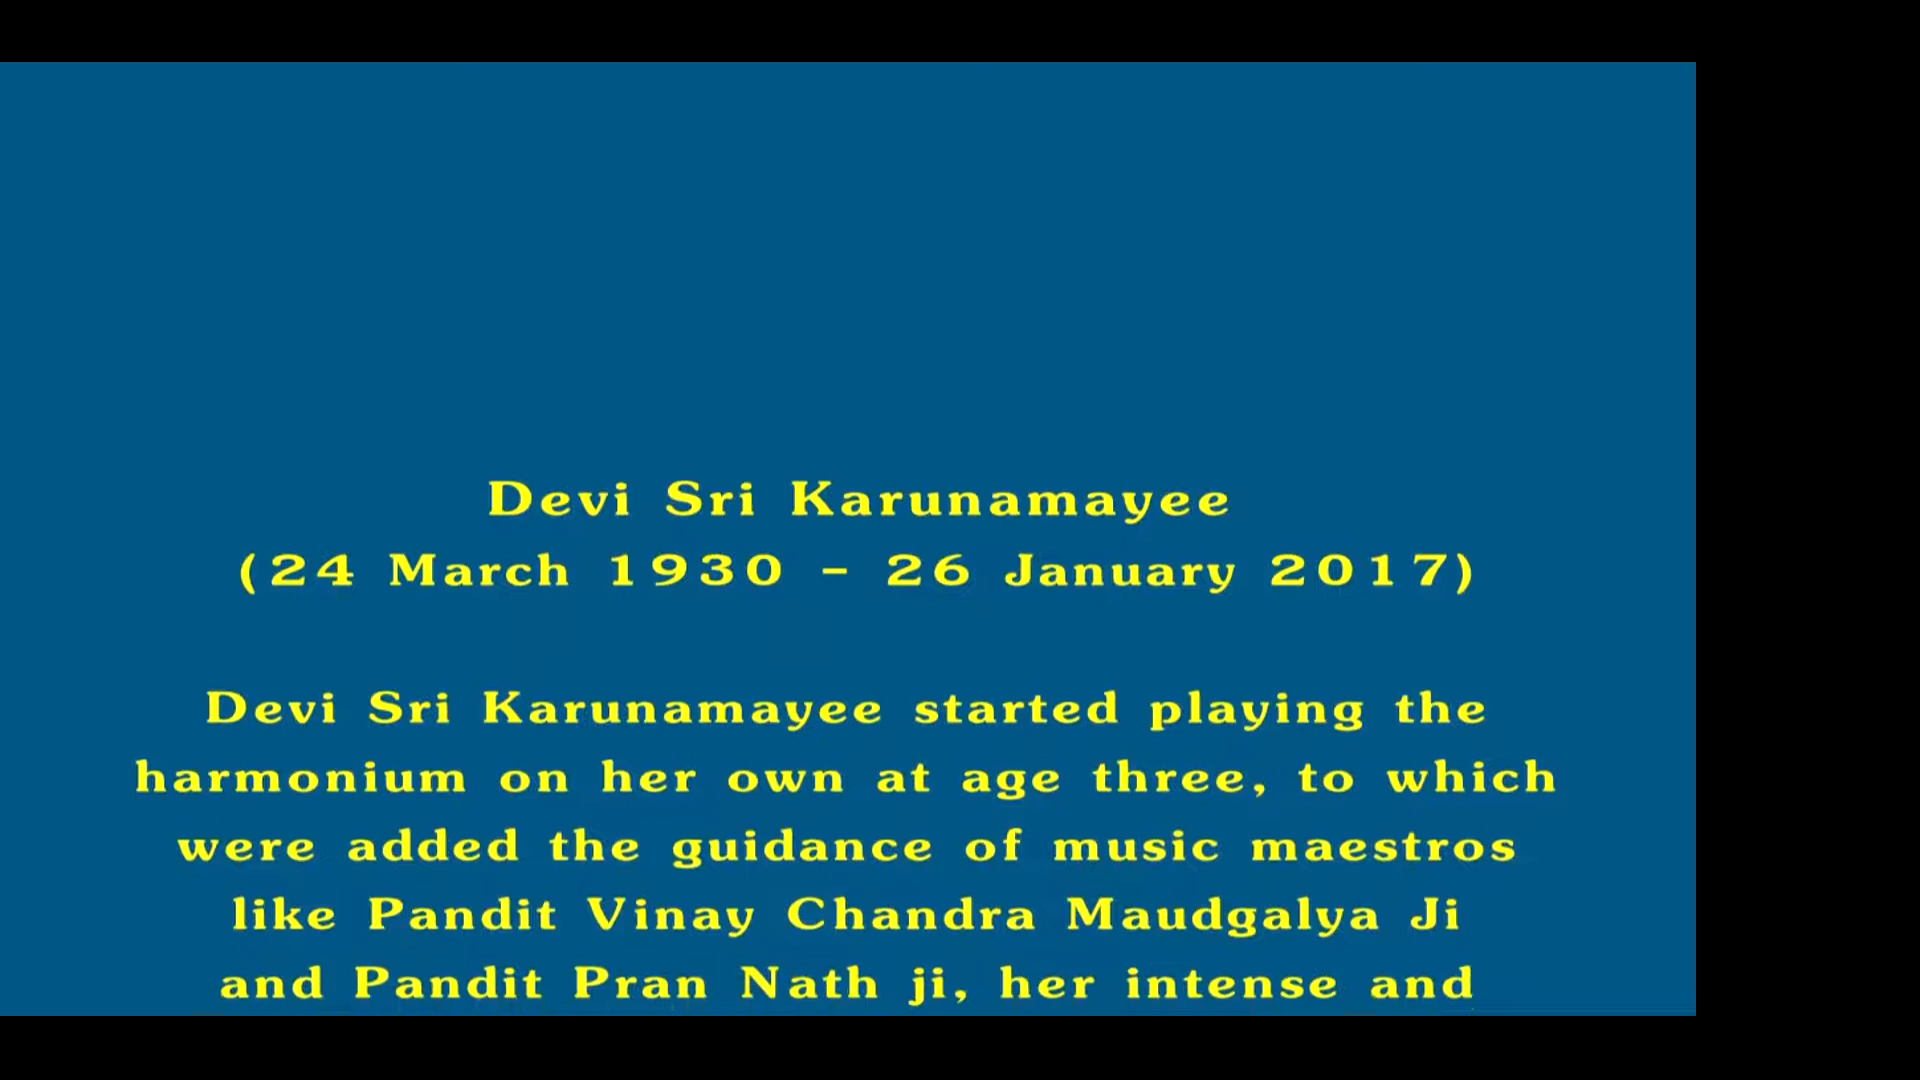 Devi Sri Karunamayee
(24 March 1930 – 26 January 2017)
Devi Sri Karunamayee started playing the
harmonium on her own at age three, to which
were added the guidance of music maestros
like Pandit Vinay Chandra Maudgalya Ji
and Pandit Pran Nath ji, her intense and